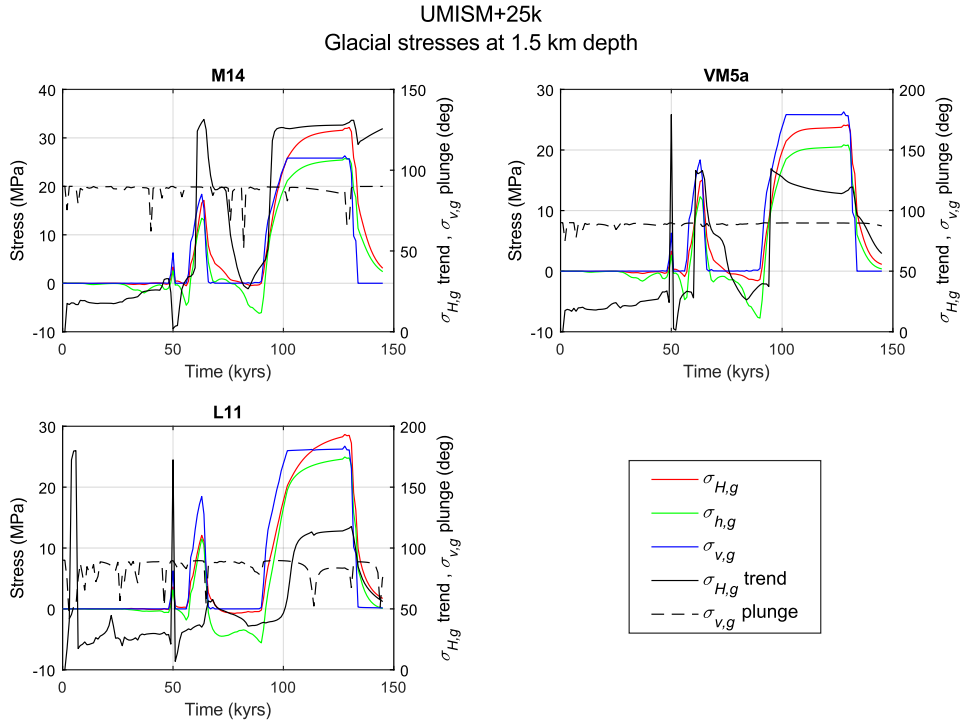 UMISM+25k
Glacial stresses at 1.5 km depth
M14
40
30
20
10
0
-10
150
100
50
0
0
50
100
150
Stress (MPa)
σH,g trend , σv,g plunge (deg)
Time (kyrs)
VM5a
30
20
10
0
-10
200
150
100
50
0
0
50
100
150
Stress (MPa)
σH,g trend , σv,g plunge (deg)
Time (kyrs)
L11
30
20
10
0
-10
200
150
100
50
0
0
50
100
150
Stress (MPa)
σH,g trend , σv,g plunge (deg)
Time (kyrs)
σH,g
σh,g
σv,g
σH,g trend
σv,g plunge